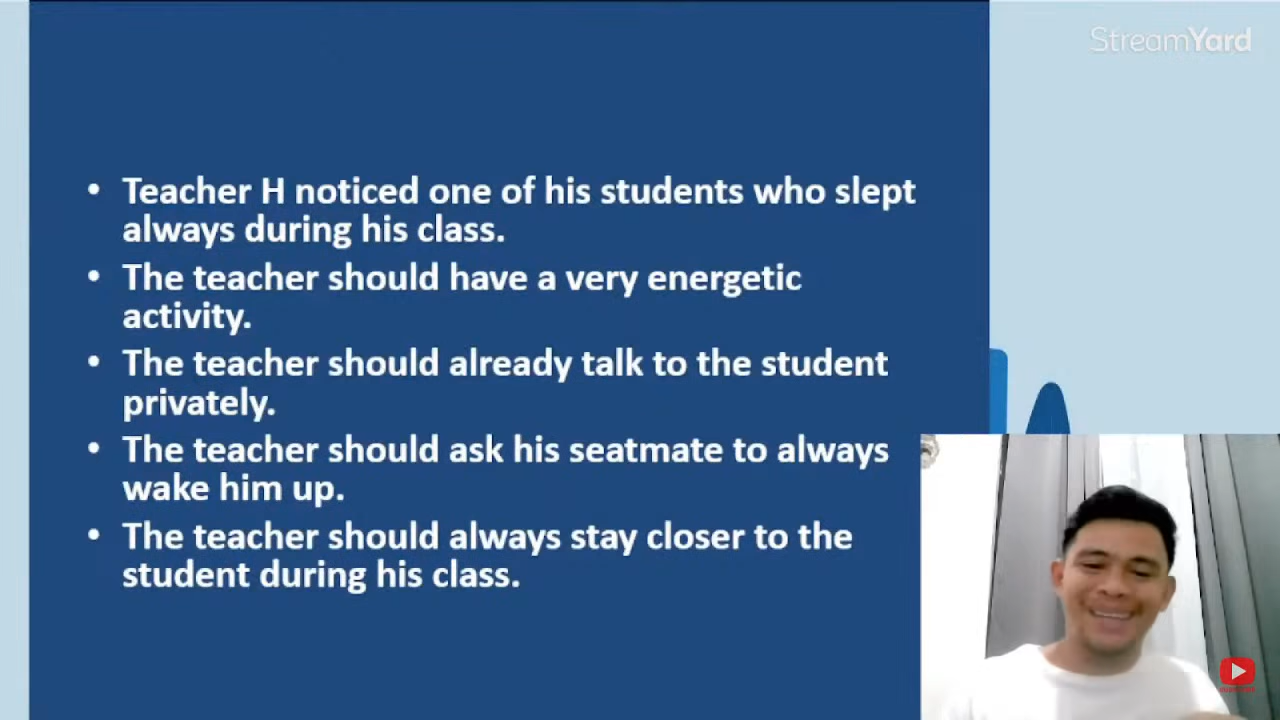 StreamYard
• Teacher H noticed one of his students who slept
always during his class.
• The teacher should have a very energetic
activity.
• The teacher should already talk to the student
privately.
• The teacher should ask his seatmate to always
wake him up.
• The teacher should always stay closer to the
student during his class.